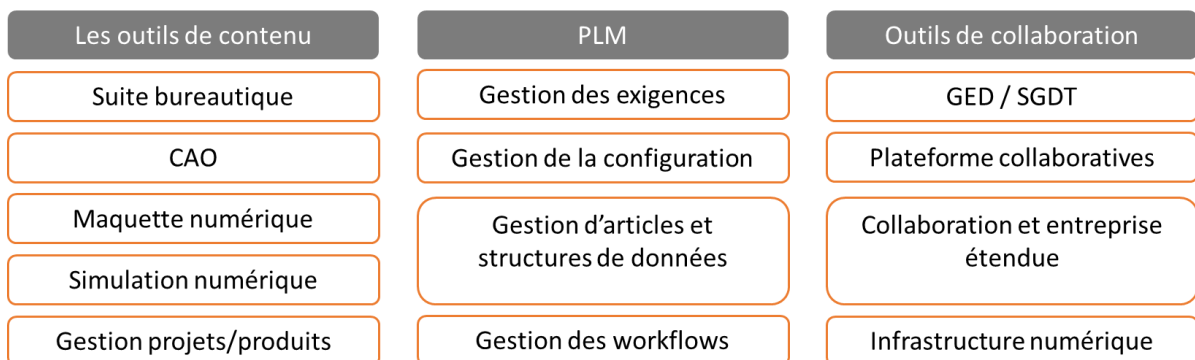 Les outils de contenu
Suite bureautique
CAO
Maquette numérique
Simulation numérique
Gestion projets/produits
PLM
Gestion des exigences
Gestion de la configuration
Gestion d’articles et
structures de données
Gestion des workflows
Outils de collaboration
GED / SGDT
Plateforme collaboratives
Collaboration et entreprise
étendue
Infrastructure numérique